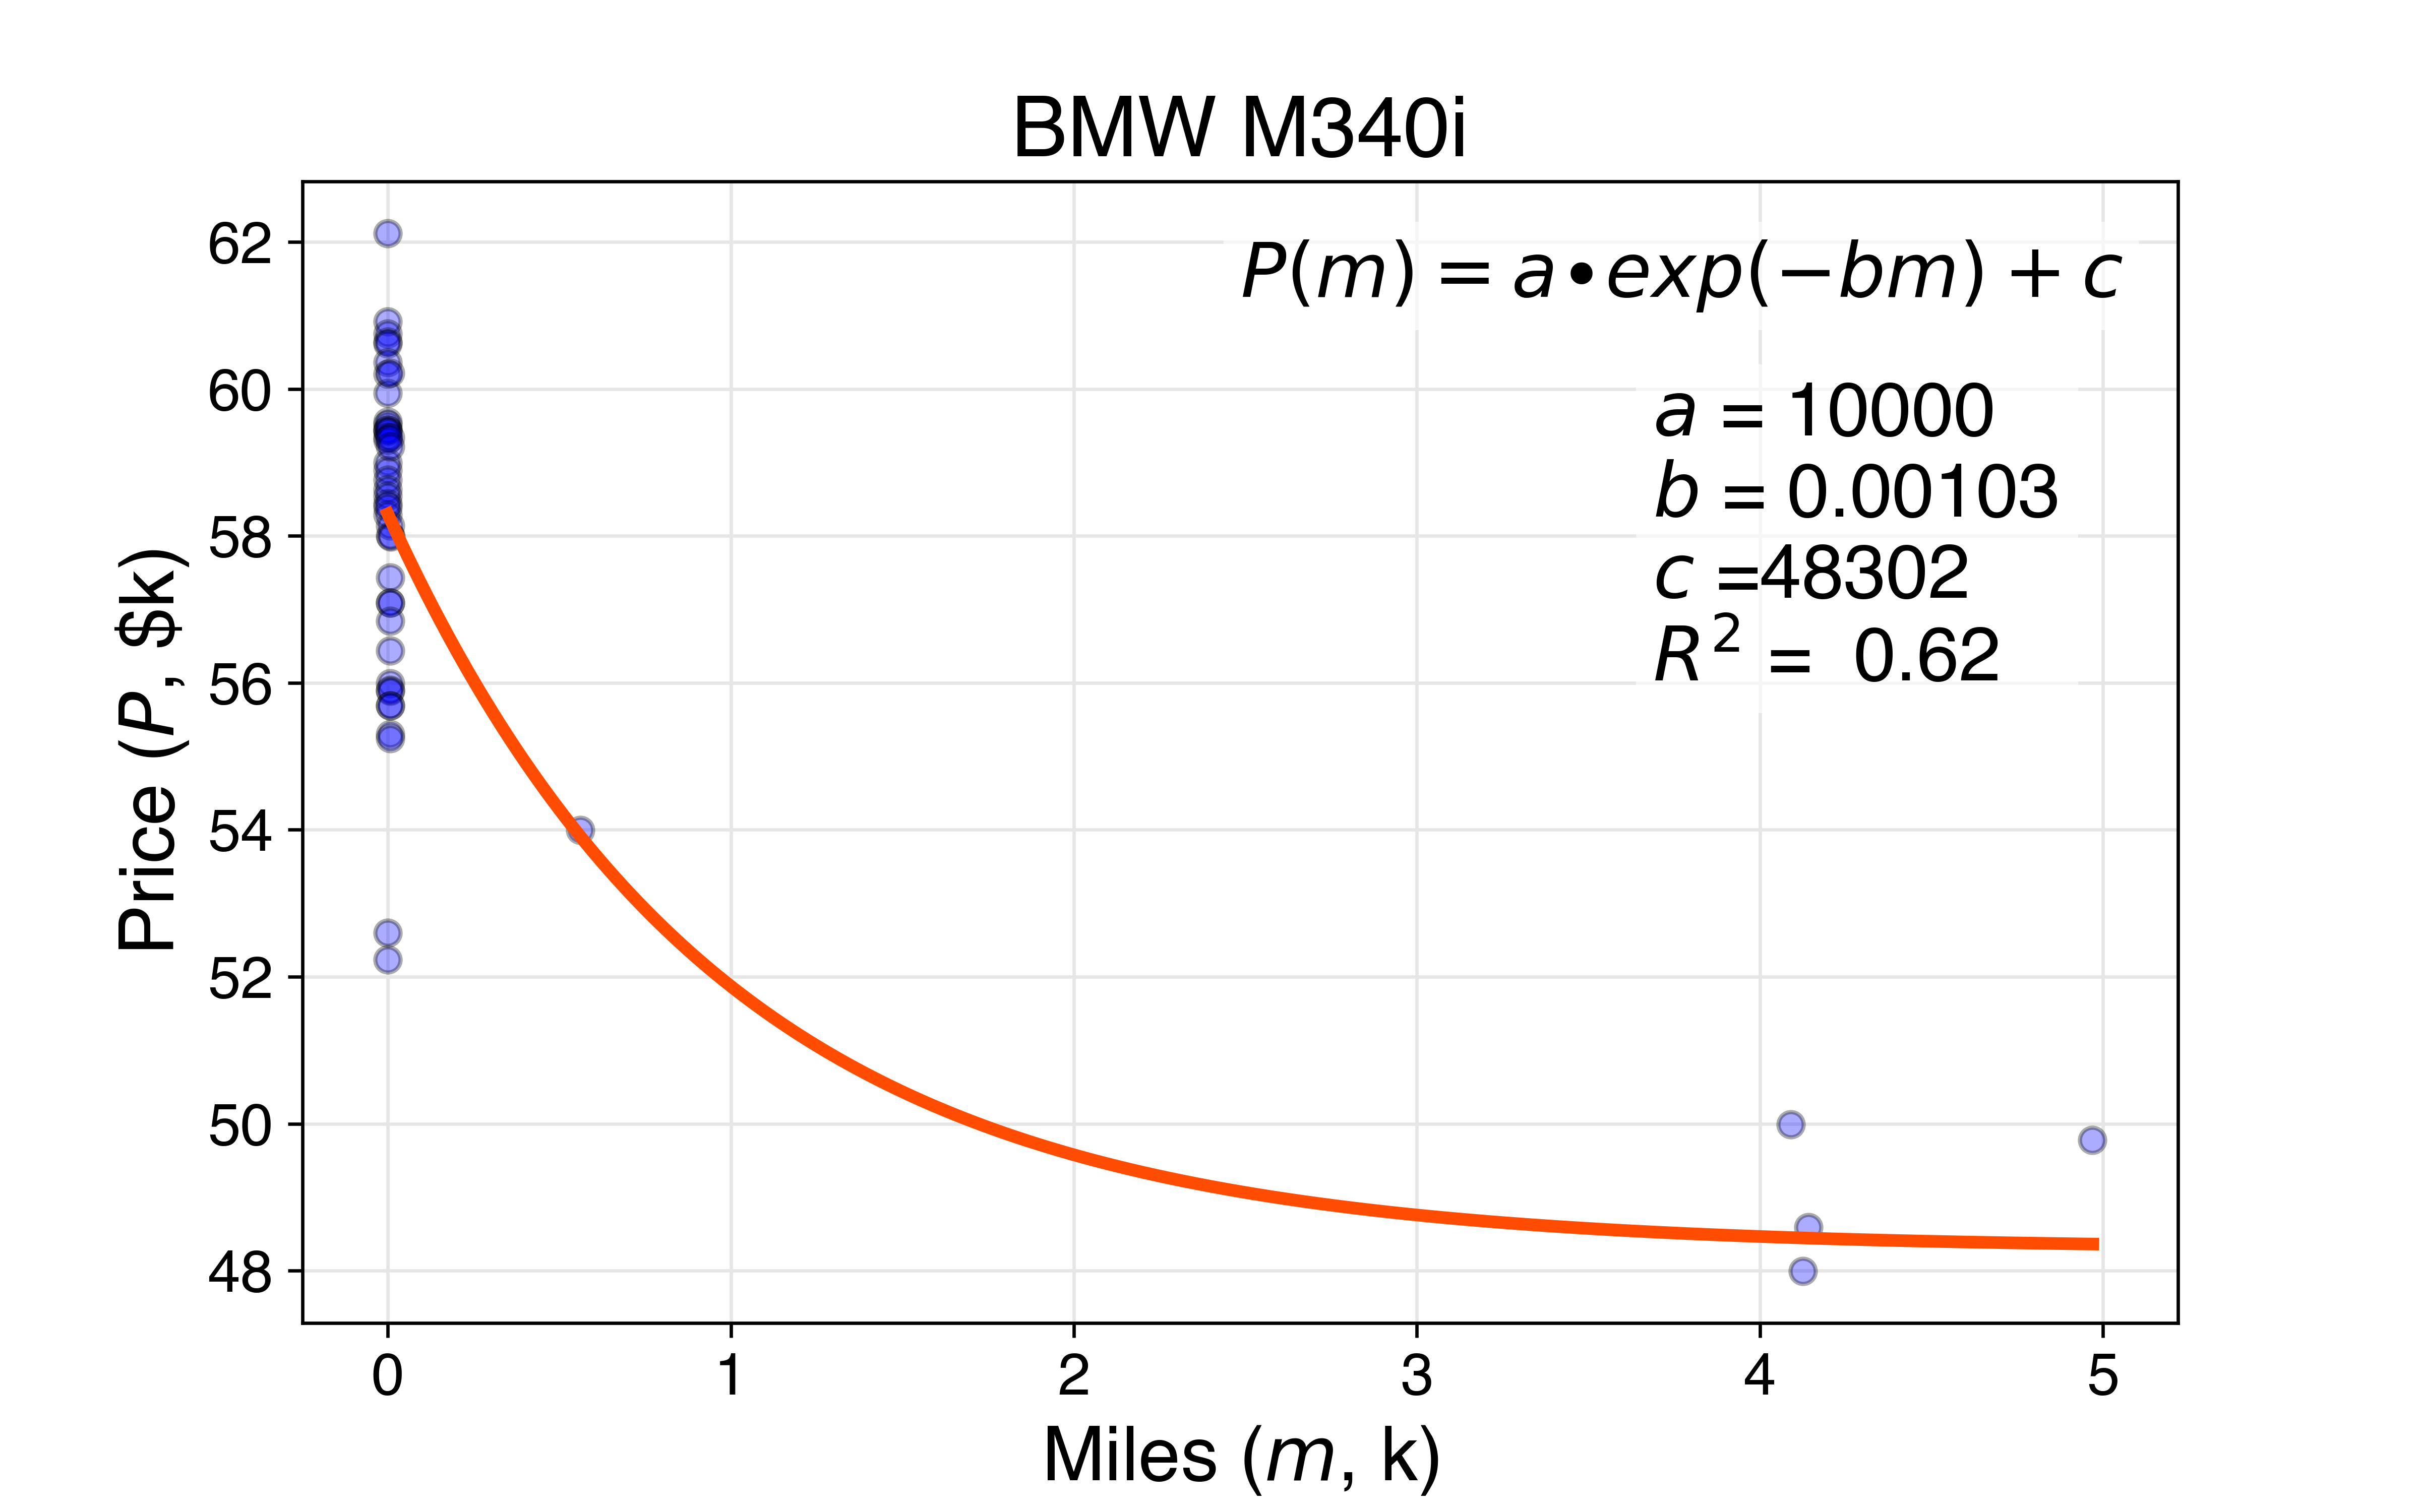 BMW M340i
P(m) = a•exp(−bm) + c
a = 10000
b = 0.00103
c =48302
R² = 0.62
Price (P, $k)
62
60
58
56
54
52
50
48
0 1 2 3 4 5
Miles (m, k)